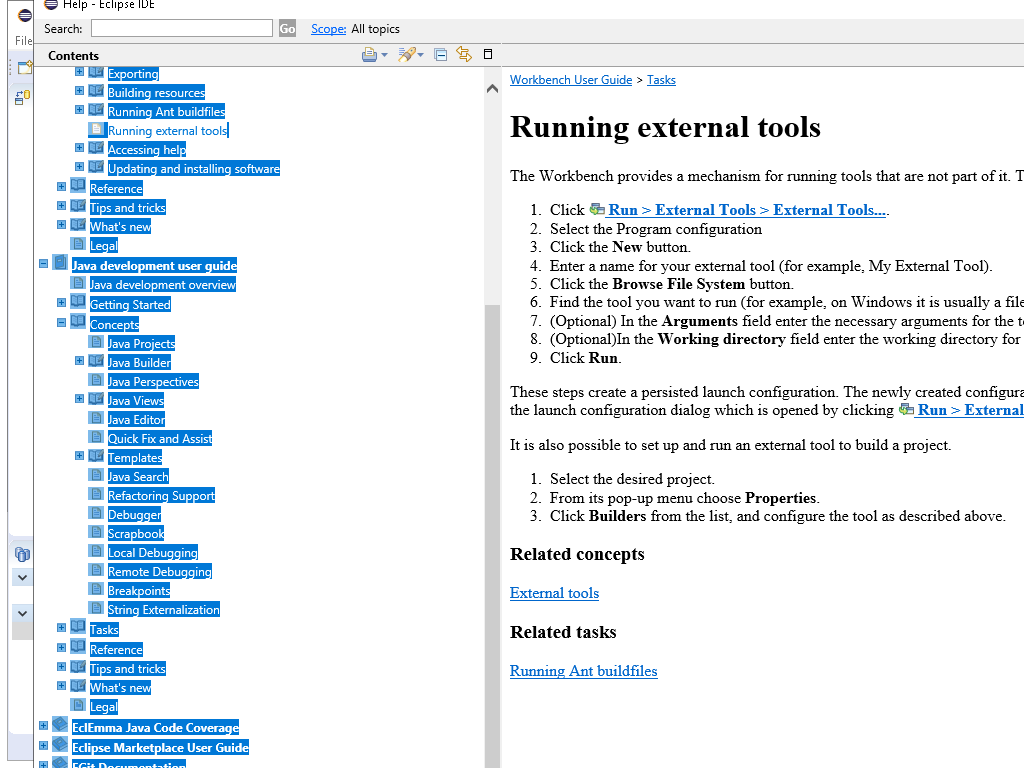 Help - Eclipse IDE
File
Search:
Go
Scope: All topics
Contents
Exporting
Building resources
Running Ant buildfiles
Running external tools
Accessing help
Updating and installing software
Reference
Tips and tricks
What's new
Legal
Java development user guide
Java development overview
Getting Started
Concepts
Java Projects
Java Builder
Java Perspectives
Java Views
Java Editor
Quick Fix and Assist
Templates
Java Search
Refactoring Support
Debugger
Scrapbook
Local Debugging
Remote Debugging
Breakpoints
String Externalization
Tasks
Reference
Tips and tricks
What's new
Legal
EclEmma Java Code Coverage
Eclipse Marketplace User Guide
EGit Documentation
Workbench User Guide > Tasks
Running external tools
The Workbench provides a mechanism for running tools that are not part of it. T
1. Click Run > External Tools > External Tools....
2. Select the Program configuration
3. Click the New button.
4. Enter a name for your external tool (for example, My External Tool).
5. Click the Browse File System button.
6. Find the tool you want to run (for example, on Windows it is usually a file
7. (Optional) In the Arguments field enter the necessary arguments for the to
8. (Optional)In the Working directory field enter the working directory for
9. Click Run.
These steps create a persisted launch configuration. The newly created configura
the launch configuration dialog which is opened by clicking Run > External
It is also possible to set up and run an external tool to build a project.
1. Select the desired project.
2. From its pop-up menu choose Properties.
3. Click Builders from the list, and configure the tool as described above.
Related concepts
External tools
Related tasks
Running Ant buildfiles